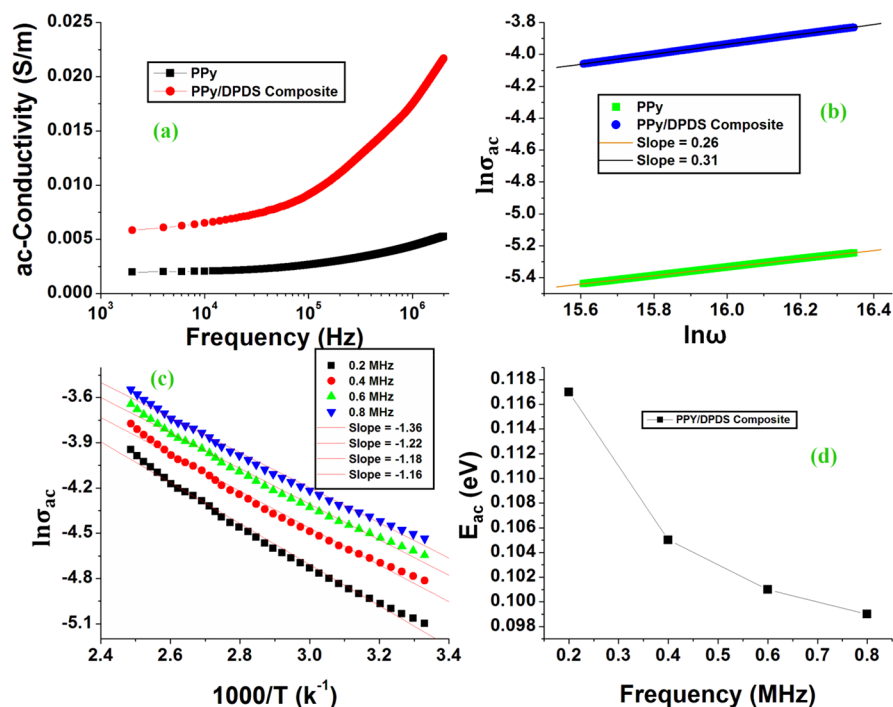 ac-Conductivity (S/m)
0.025
0.020
0.015
0.010
0.005
0.000
PPy
PPy/DPDS Composite
(a)
10³ 10⁴ 10⁵ 10⁶
Frequency (Hz)
lnσac
-3.8
-4.0
-4.2
-4.4
-4.6
-4.8
-5.0
-5.2
-5.4
PPy
PPy/DPDS Composite
Slope = 0.26
Slope = 0.31
(b)
15.6 15.8 16.0 16.2 16.4
lnω
lnσac
-3.6
-3.9
-4.2
-4.5
-4.8
-5.1
(c)
0.2 MHz
0.4 MHz
0.6 MHz
0.8 MHz
Slope = -1.36
Slope = -1.22
Slope = -1.18
Slope = -1.16
2.4 2.6 2.8 3.0 3.2 3.4
1000/T (k⁻¹)
Eac (eV)
0.118
0.116
0.114
0.112
0.110
0.108
0.106
0.104
0.102
0.100
0.098
PPY/DPDS Composite
(d)
0.2 0.3 0.4 0.5 0.6 0.7 0.8
Frequency (MHz)